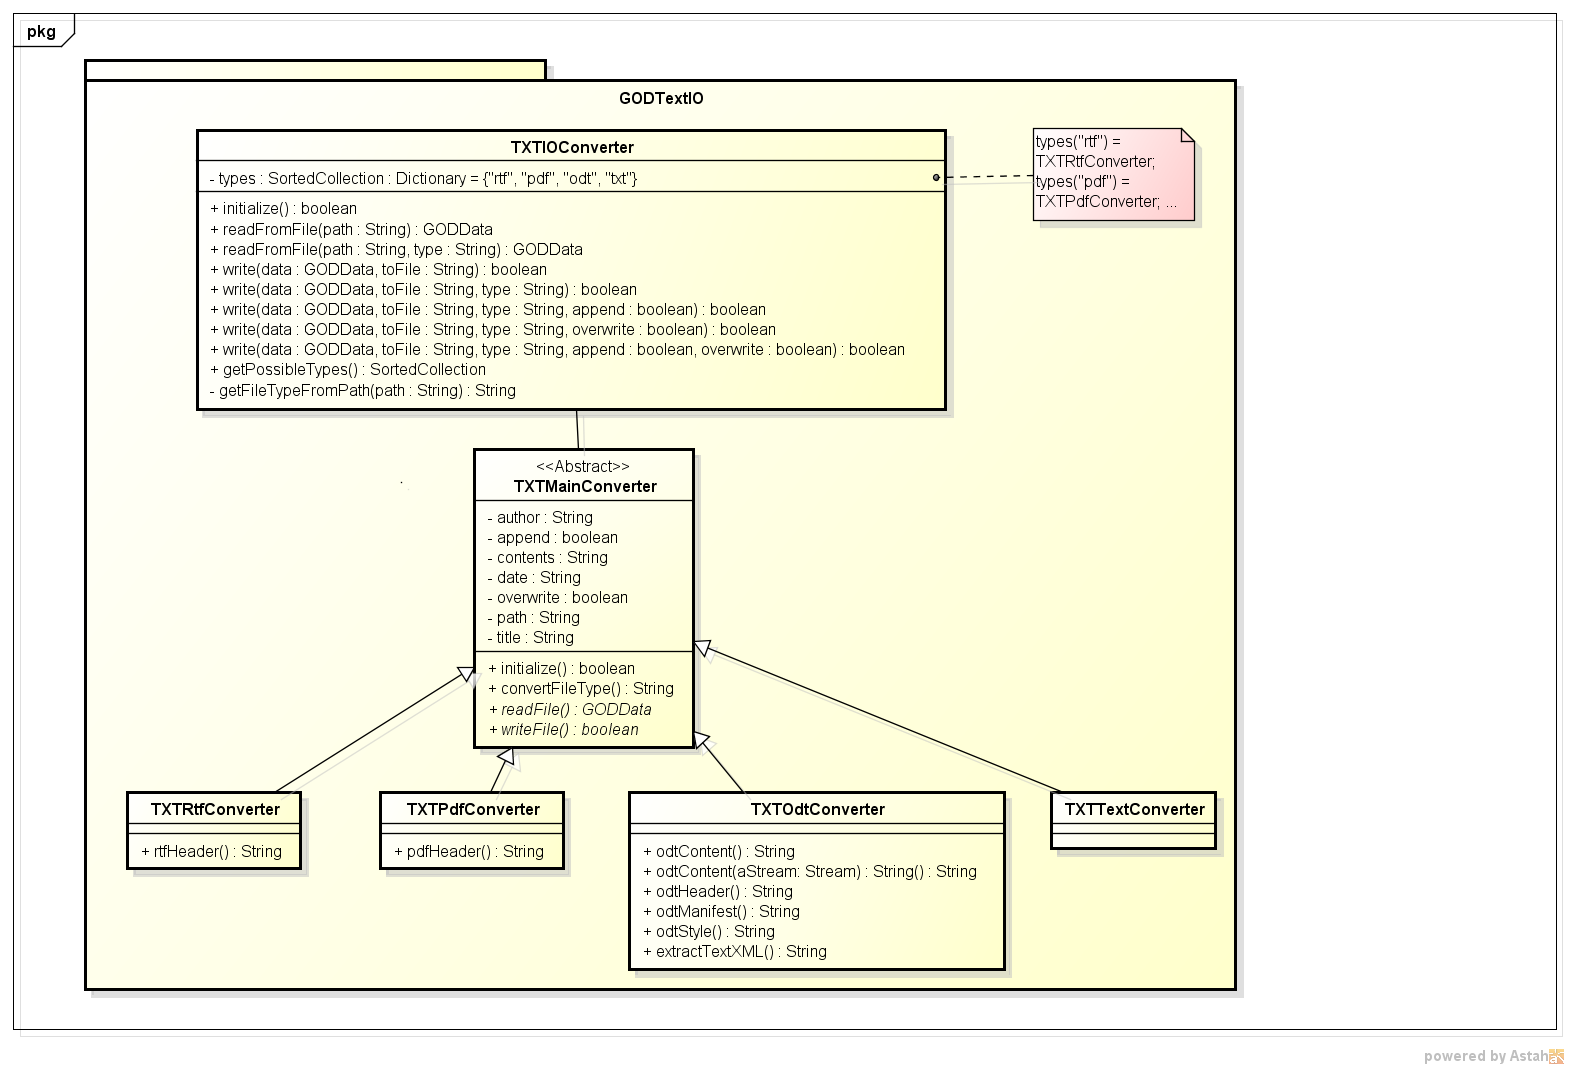 pkg
GODTextIO
TXTIOConverter
- types : SortedCollection : Dictionary = {"rtf", "pdf", "odt", "txt"}
+ initialize() : boolean
+ readFromFile(path : String) : GODData
+ readFromFile(path : String, type : String) : GODData
+ write(data : GODData, toFile : String) : boolean
+ write(data : GODData, toFile : String, type : String) : boolean
+ write(data : GODData, toFile : String, type : String, append : boolean) : boolean
+ write(data : GODData, toFile : String, type : String, overwrite : boolean) : boolean
+ write(data : GODData, toFile : String, type : String, append : boolean, overwrite : boolean) : boolean
+ getPossibleTypes() : SortedCollection
- getFileTypeFromPath(path : String) : String
types("rtf") =
TXTRtfConverter;
types("pdf") =
TXTPdfConverter; ...
<<Abstract>>
TXTMainConverter
- author : String
- append : boolean
- contents : String
- date : String
- overwrite : boolean
- path : String
- title : String
+ initialize() : boolean
+ convertFileType() : String
+ readFile() : GODData
+ writeFile() : boolean
TXTRtfConverter
+ rtfHeader() : String
TXTPdfConverter
+ pdfHeader() : String
TXTOdtConverter
+ odtContent() : String
+ odtContent(aStream: Stream) : String() : String
+ odtHeader() : String
+ odtManifest() : String
+ odtStyle() : String
+ extractTextXML() : String
TXTTextConverter
powered by Astah